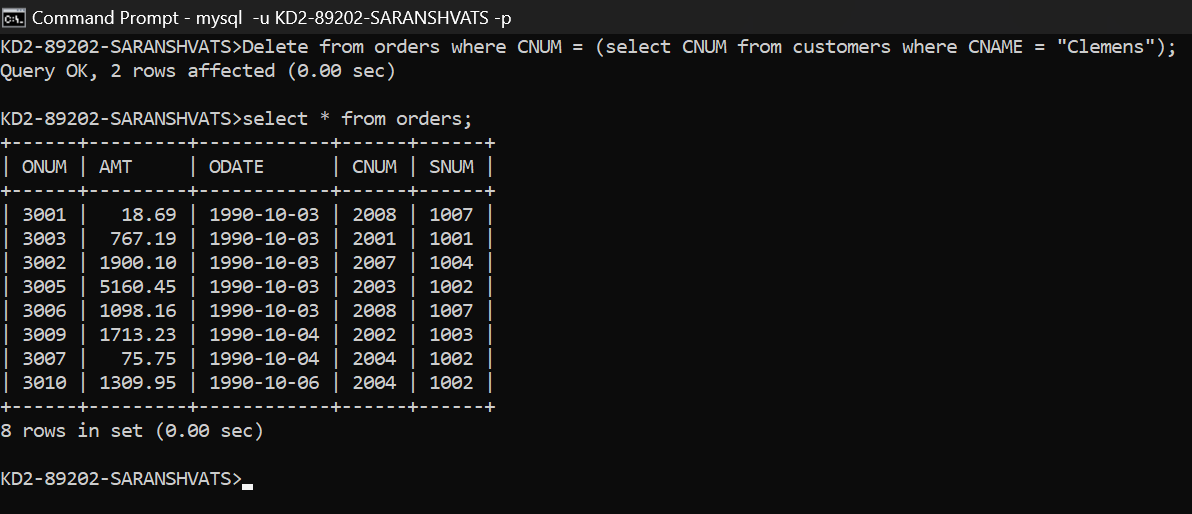 Command Prompt - mysql  -u KD2-89202-SARANSHVATS -p
KD2-89202-SARANSHVATS>Delete from orders where CNUM = (select CNUM from customers where CNAME = "Clemens");
Query OK, 2 rows affected (0.00 sec)

KD2-89202-SARANSHVATS>select * from orders;
+------+---------+------------+------+------+
| ONUM | AMT     | ODATE      | CNUM | SNUM |
+------+---------+------------+------+------+
| 3001 |   18.69 | 1990-10-03 | 2008 | 1007 |
| 3003 |  767.19 | 1990-10-03 | 2001 | 1001 |
| 3002 | 1900.10 | 1990-10-03 | 2007 | 1004 |
| 3005 | 5160.45 | 1990-10-03 | 2003 | 1002 |
| 3006 | 1098.16 | 1990-10-03 | 2008 | 1007 |
| 3009 | 1713.23 | 1990-10-04 | 2002 | 1003 |
| 3007 |   75.75 | 1990-10-04 | 2004 | 1002 |
| 3010 | 1309.95 | 1990-10-06 | 2004 | 1002 |
+------+---------+------------+------+------+
8 rows in set (0.00 sec)

KD2-89202-SARANSHVATS>